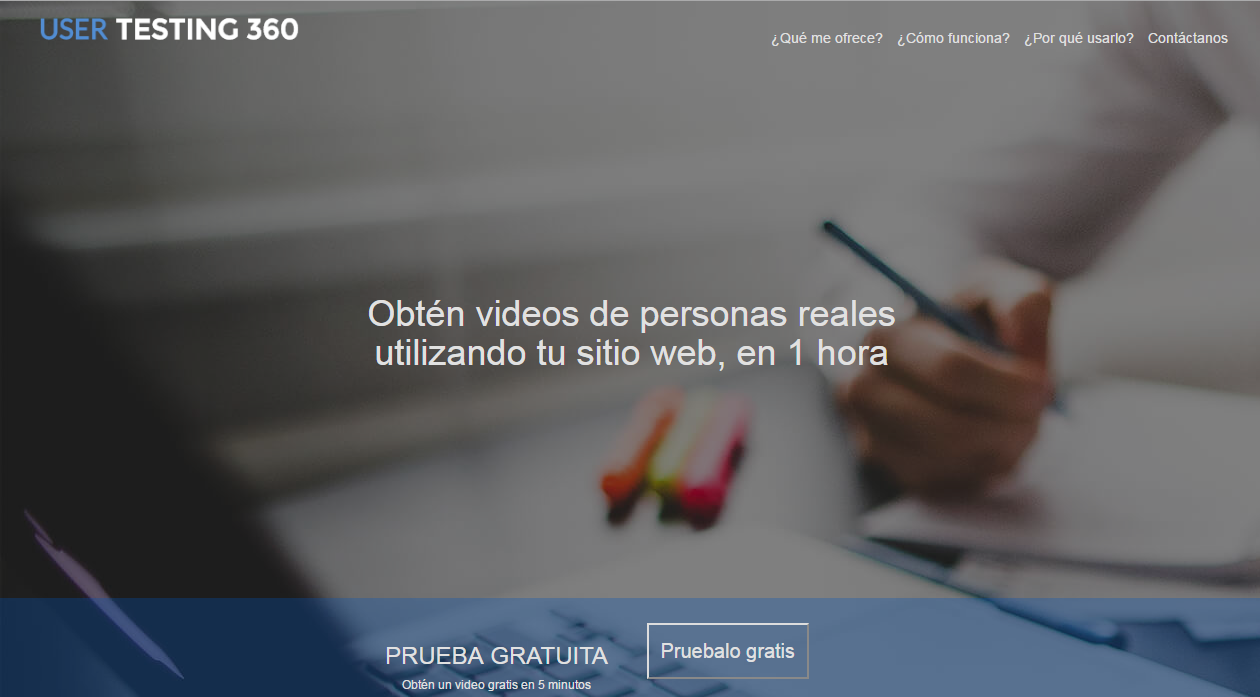 USER TESTING 360
¿Qué me ofrece? ¿Cómo funciona? ¿Por qué usarlo? Contáctanos
Obtén videos de personas reales
utilizando tu sitio web, en 1 hora
PRUEBA GRATUITA
Obtén un video gratis en 5 minutos
Pruebalo gratis